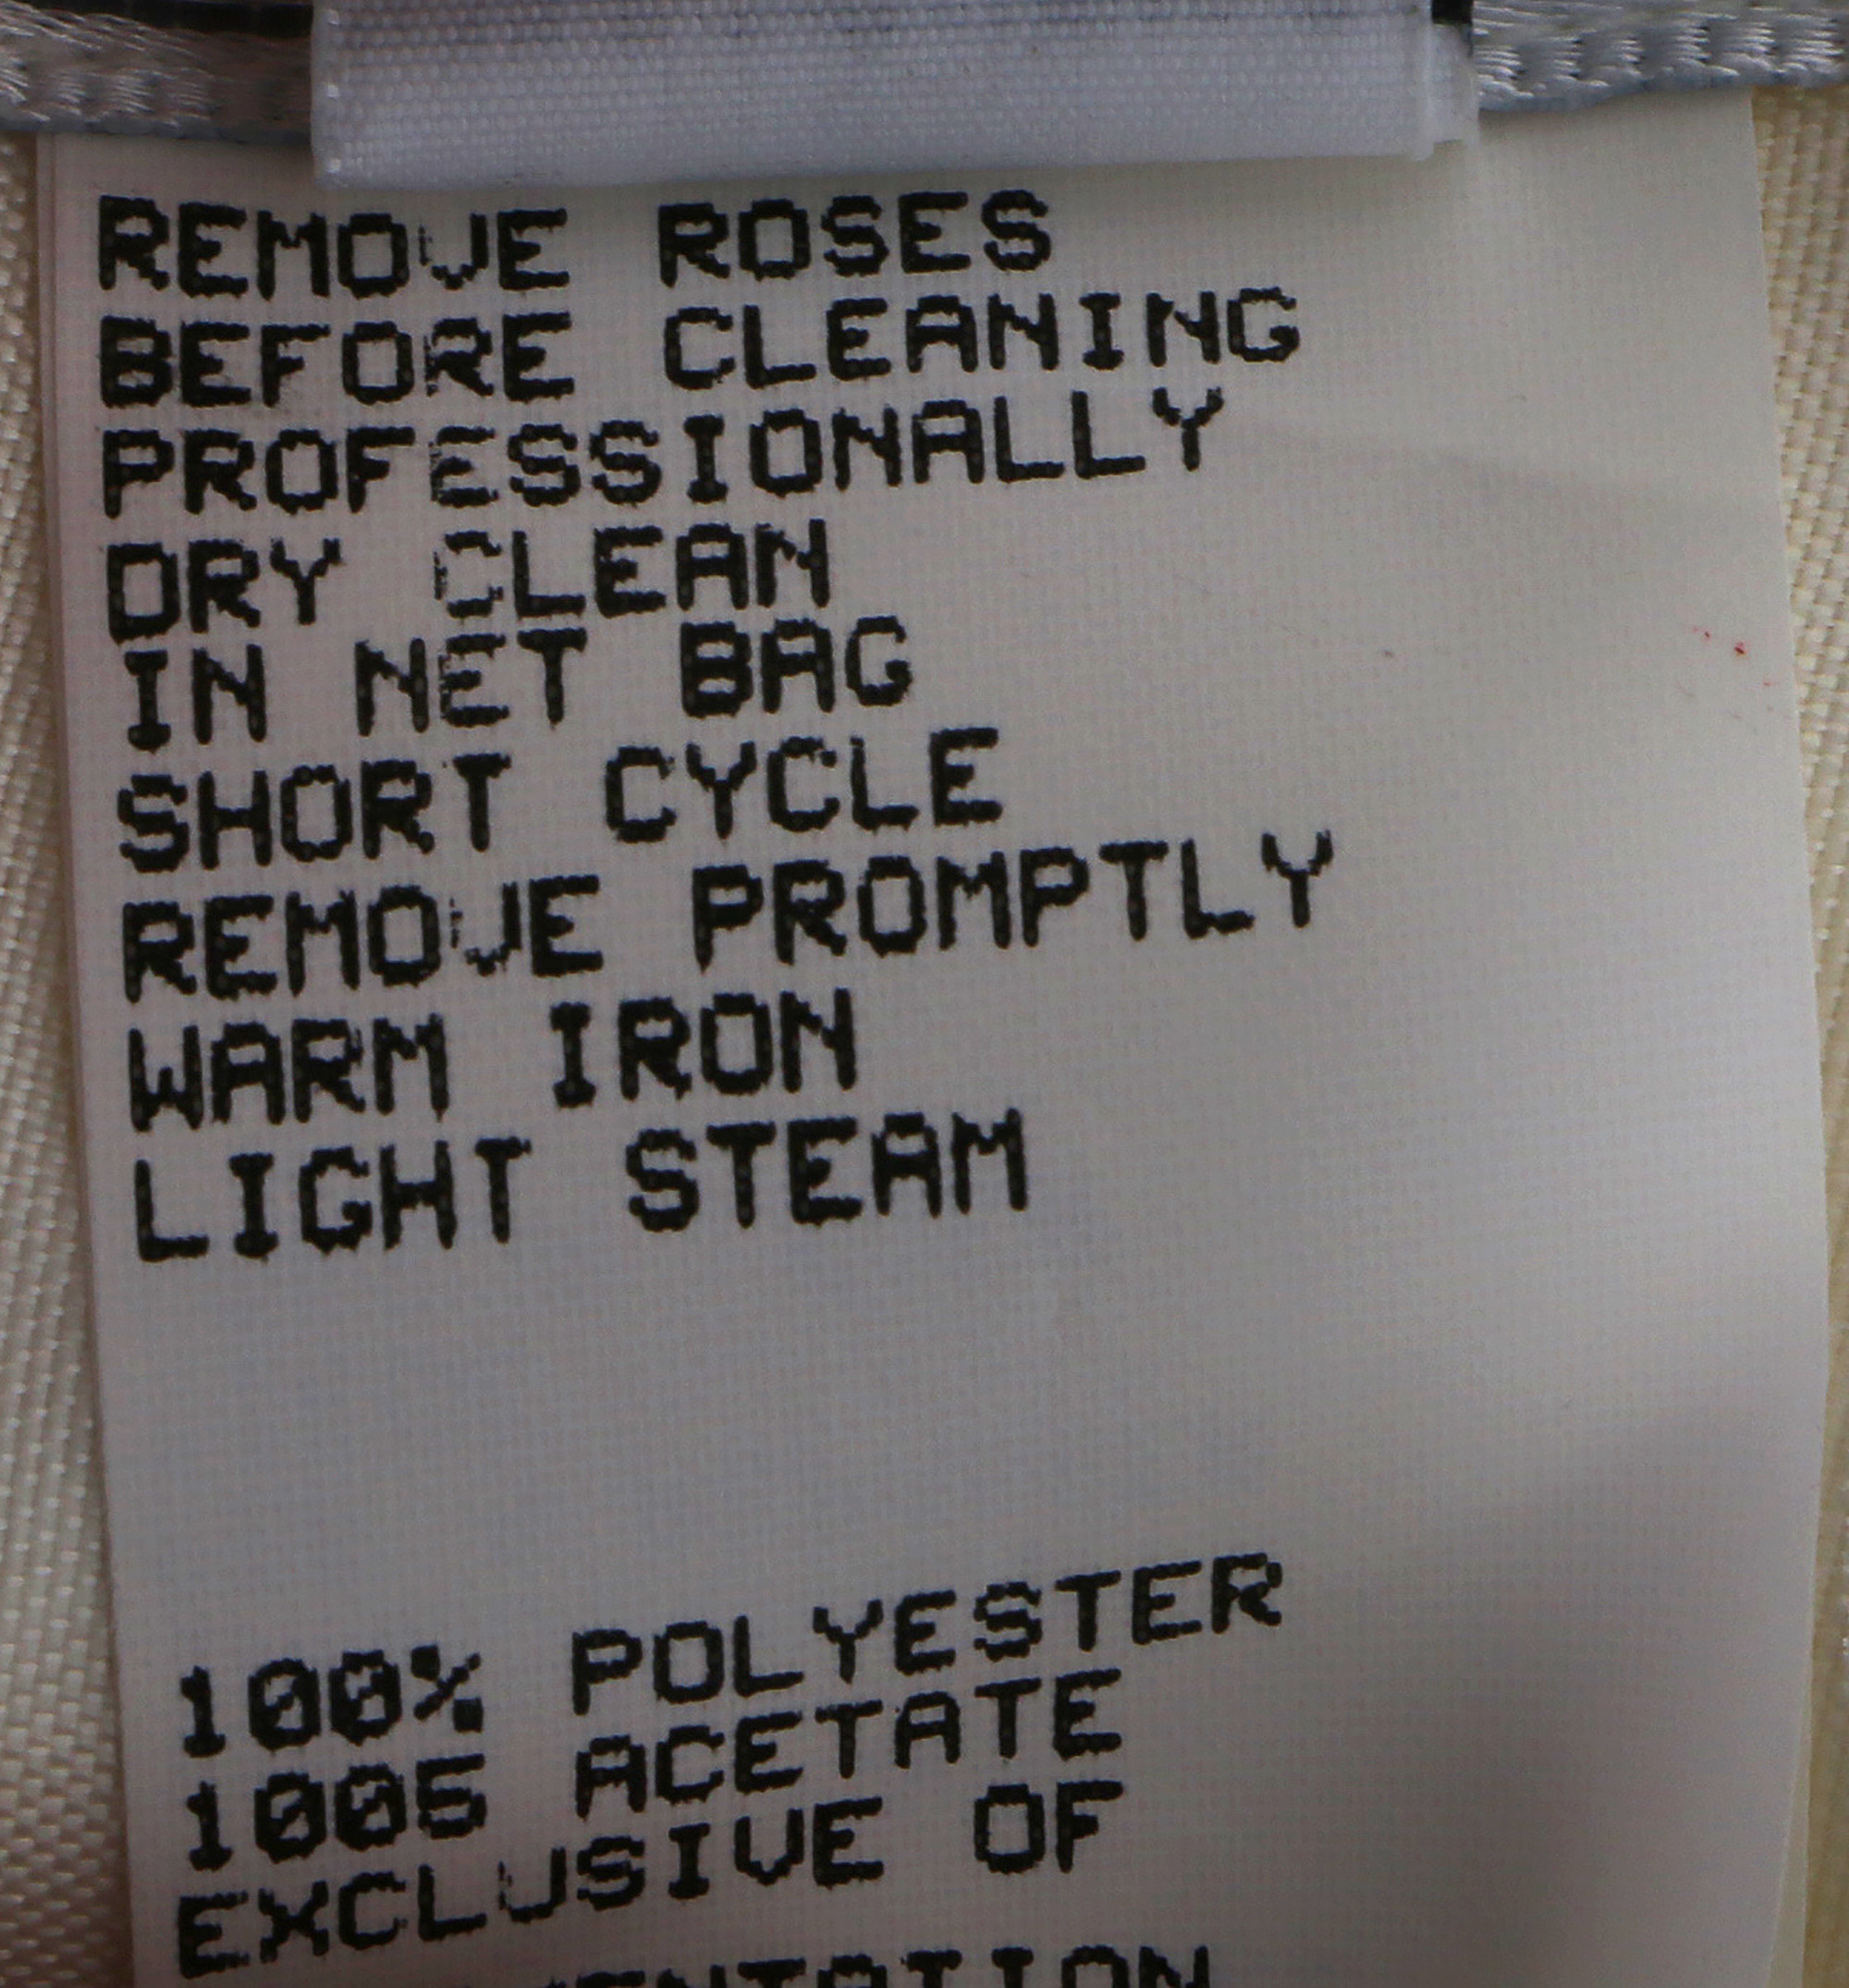 REMOVE ROSES
BEFORE CLEANING
PROFESSIONALLY
DRY CLEAN
IN NET BAG
SHORT CYCLE
REMOVE PROMPTLY
WARM IRON
LIGHT STEAM
100% POLYESTER
1005 ACETATE
EXCLUSIVE OF